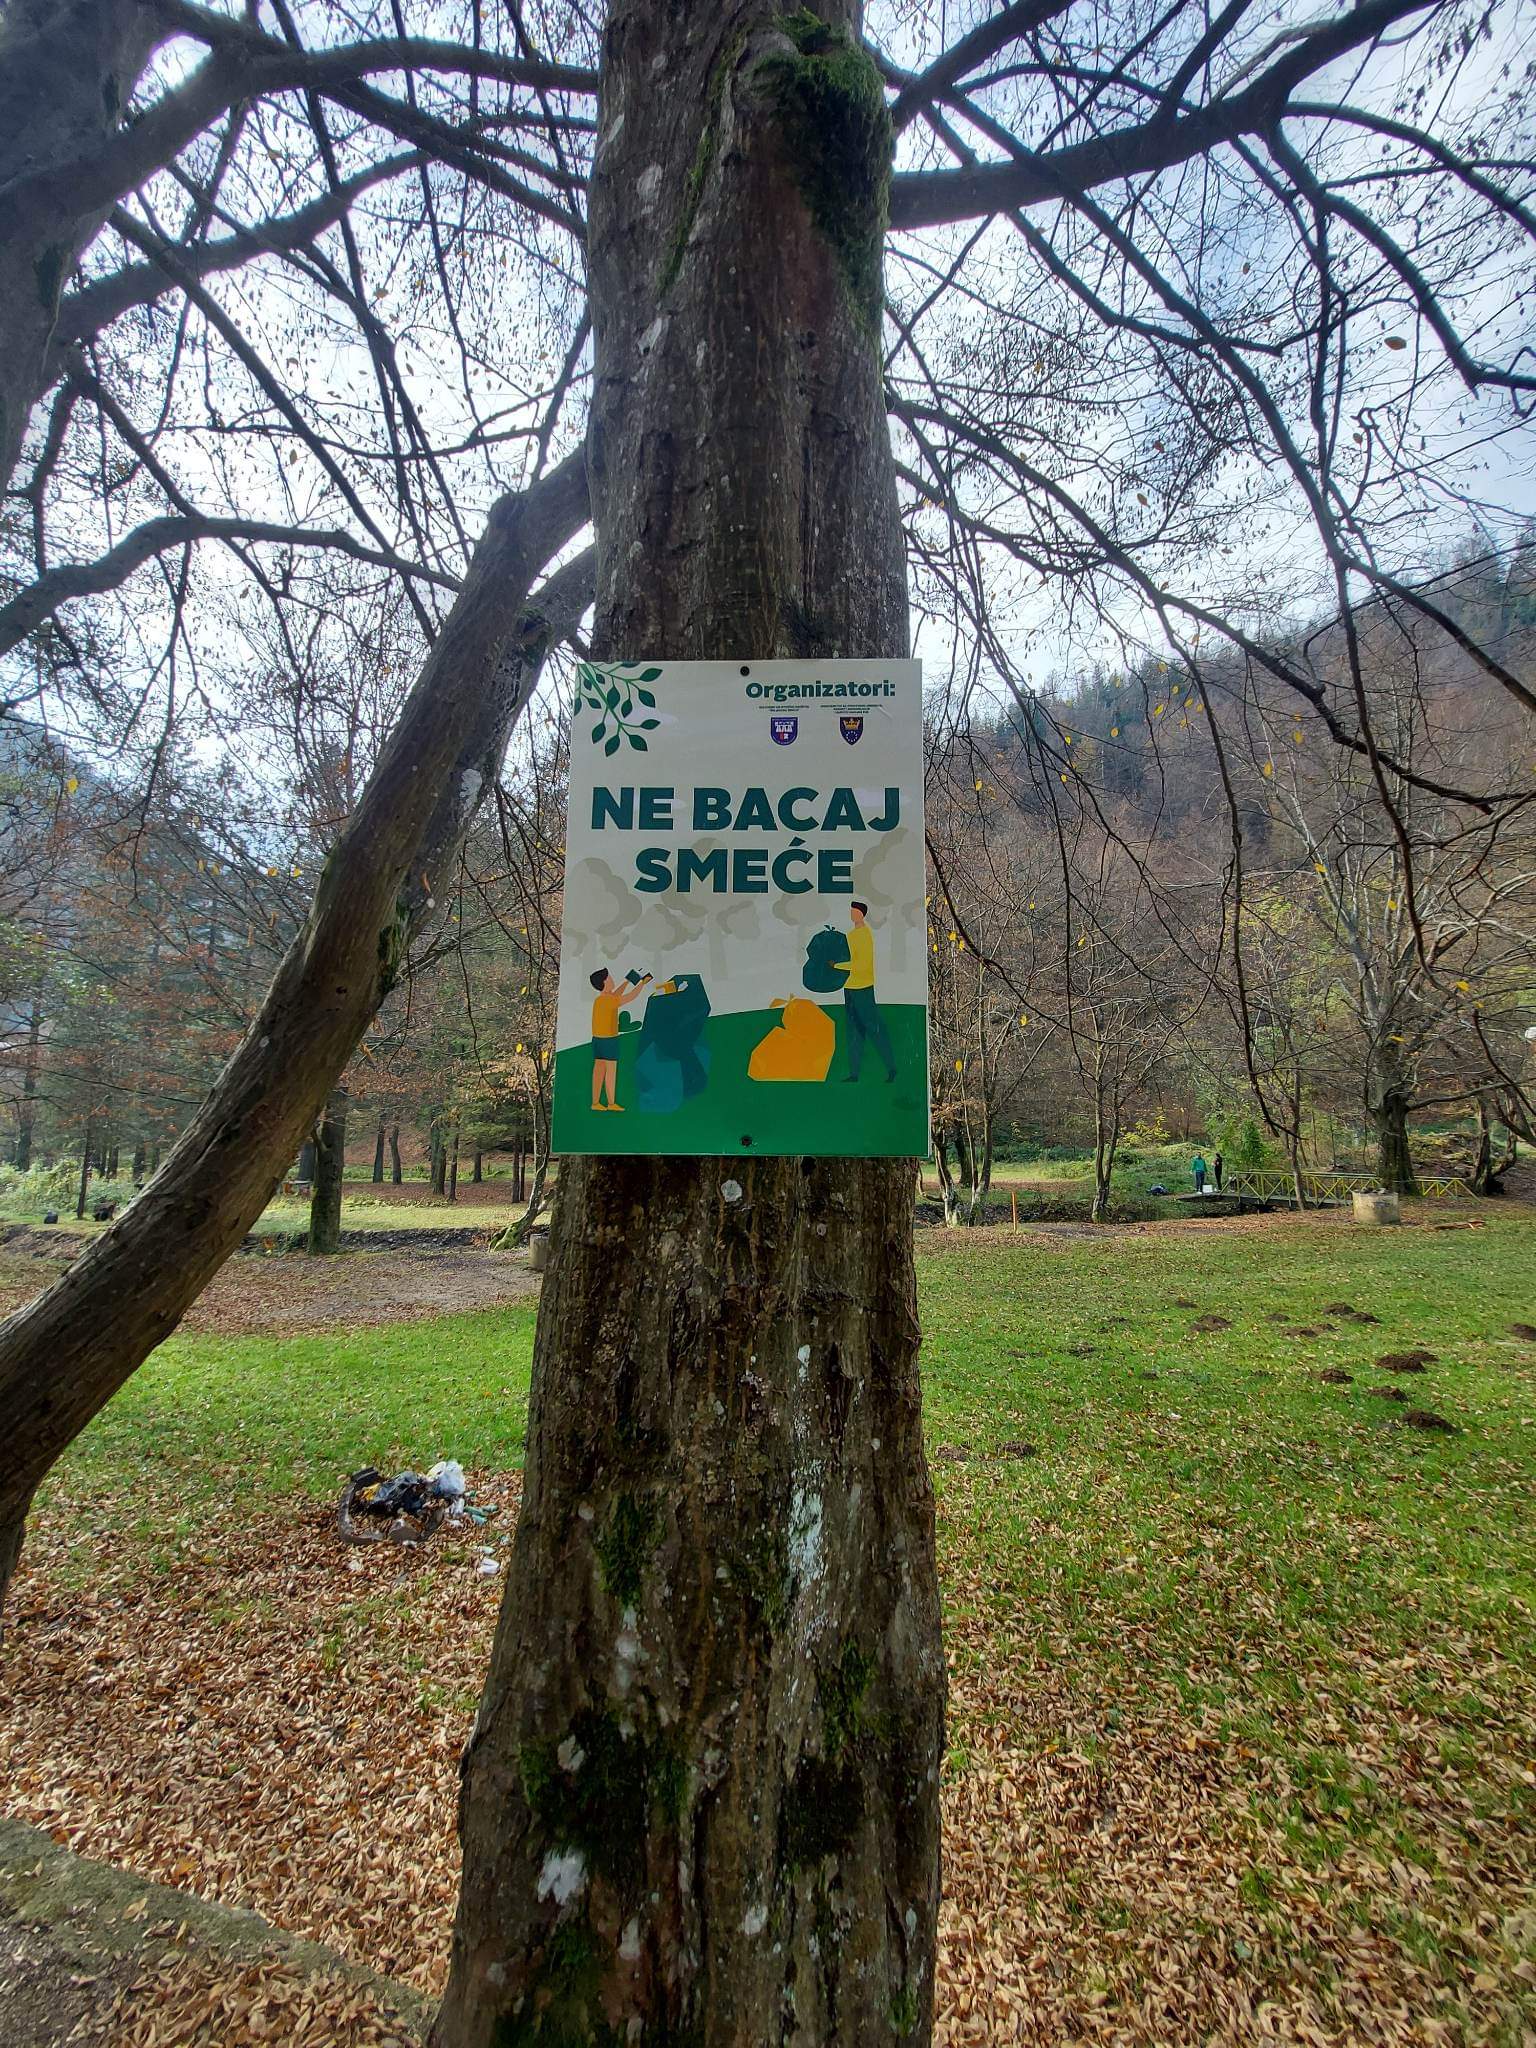 Organizatori:
NE BACAJ
SMEĆE